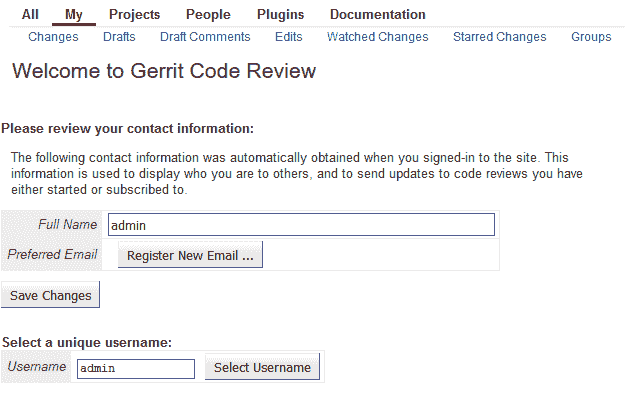 All My Projects People Plugins Documentation
Changes Drafts Draft Comments Edits Watched Changes Starred Changes Groups
Welcome to Gerrit Code Review
Please review your contact information:
The following contact information was automatically obtained when you signed-in to the site. This
information is used to display who you are to others, and to send updates to code reviews you have
either started or subscribed to.
Full Name admin
Preferred Email Register New Email ...
Save Changes
Select a unique username:
Username admin Select Username